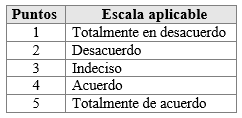 Puntos Escala aplicable
1 Totalmente en desacuerdo
2 Desacuerdo
3 Indeciso
4 Acuerdo
5 Totalmente de acuerdo